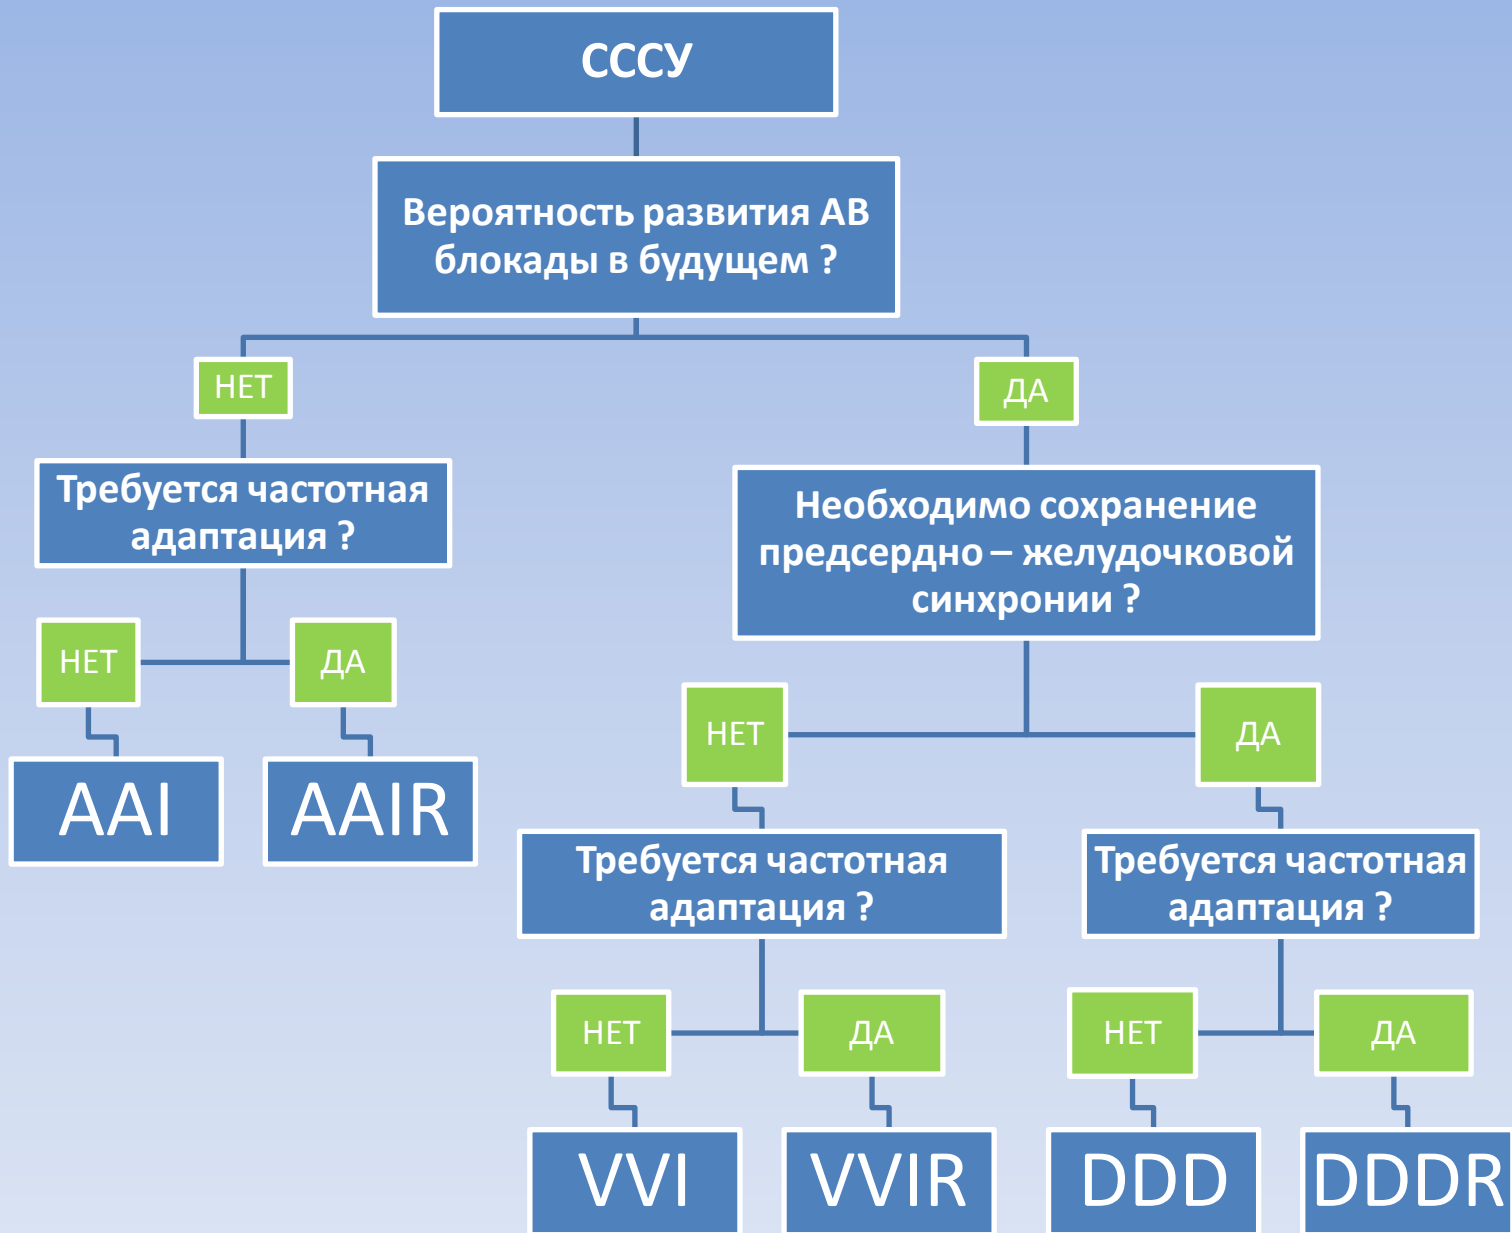 СССУ
Вероятность развития АВ
блокады в будущем ?
НЕТ
ДА
Требуется частотная
адаптация ?
Необходимо сохранение
предсердно – желудочковой
синхронии ?
НЕТ
ДА
НЕТ
ДА
AAI
AAIR
Требуется частотная
адаптация ?
Требуется частотная
адаптация ?
НЕТ
ДА
НЕТ
ДА
VVI
VVIR
DDD
DDDR